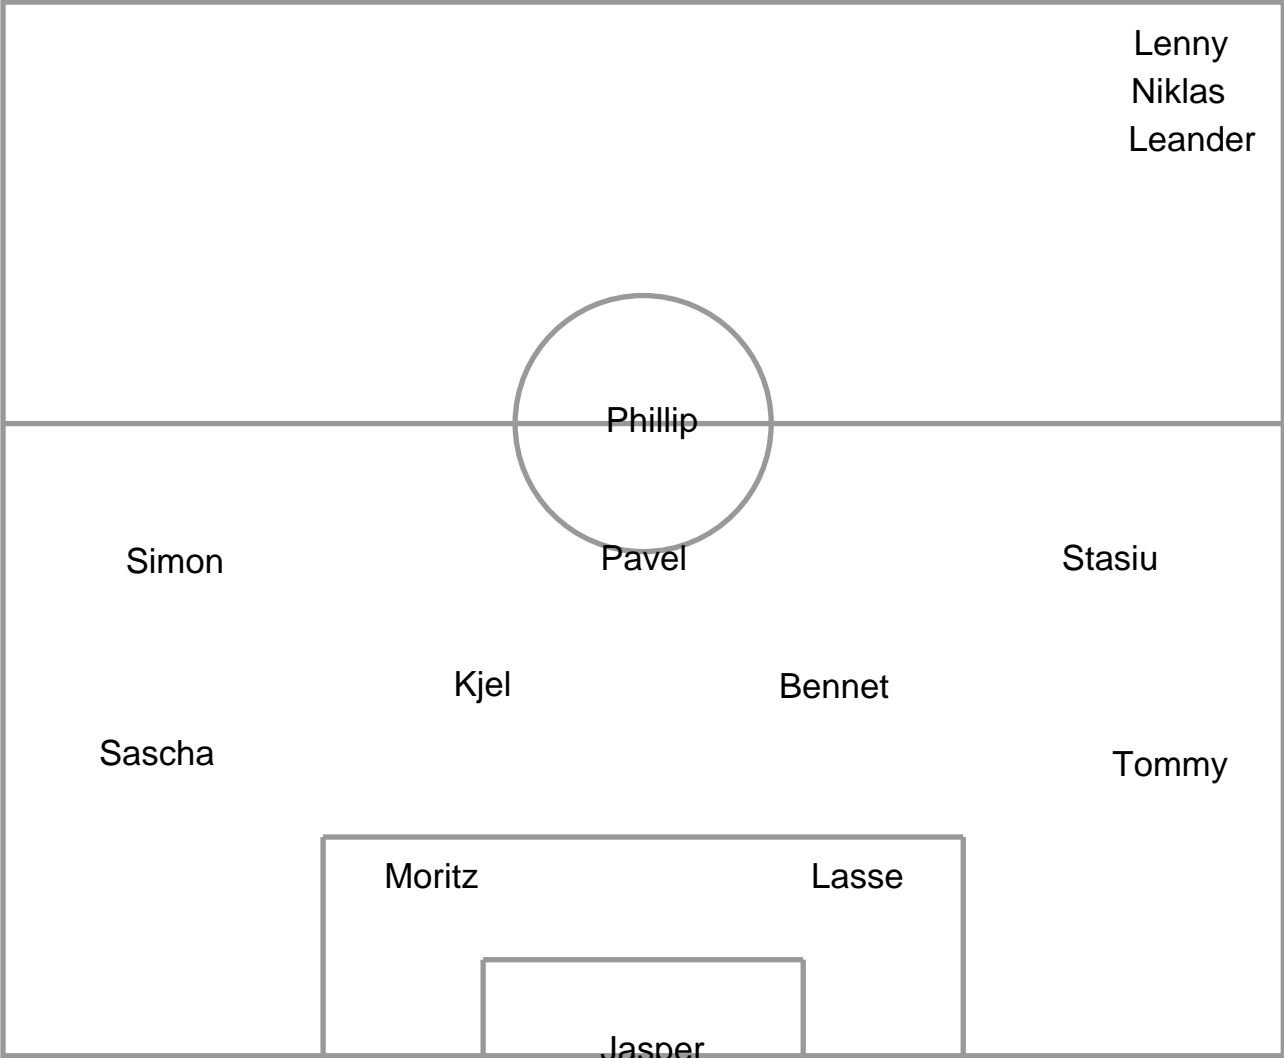 Lenny
Niklas
Leander
Phillip
Simon Pavel Stasiu
Kjel Bennet
Sascha Tommy
Moritz Lasse
Jasper